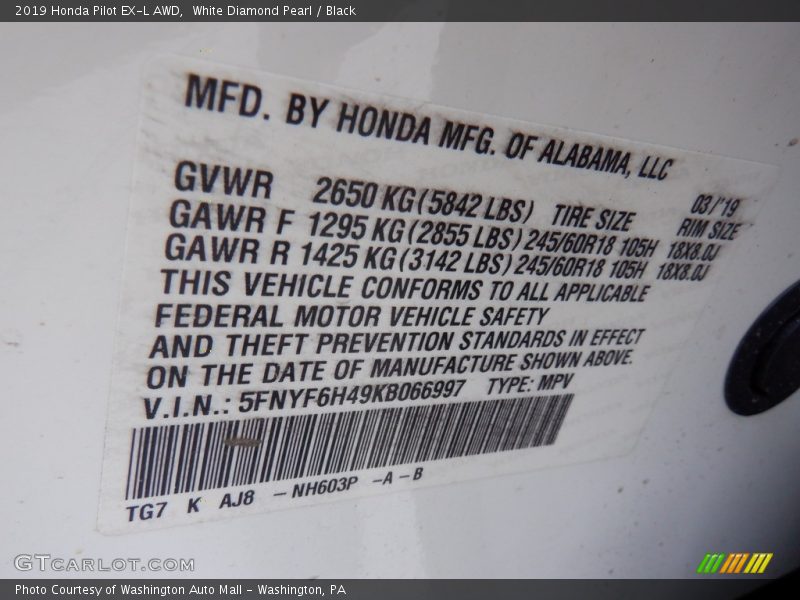 2019 Honda Pilot EX-L AWD, White Diamond Pearl / Black
MFD. BY HONDA MFG. OF ALABAMA, LLC
03/'19
GVWR 2650 KG (5842 LBS) TIRE SIZE RIM SIZE
GAWR F 1295 KG (2855 LBS) 245/60R18 105H 18X8.0J
GAWR R 1425 KG (3142 LBS) 245/60R18 105H 18X8.0J
THIS VEHICLE CONFORMS TO ALL APPLICABLE
FEDERAL MOTOR VEHICLE SAFETY
AND THEFT PREVENTION STANDARDS IN EFFECT
ON THE DATE OF MANUFACTURE SHOWN ABOVE.
V.I.N.: 5FNYF6H49KB066997 TYPE: MPV
TG7 K AJ8 - NH603P - A - B
GTCARLOT.COM
Photo Courtesy of Washington Auto Mall - Washington, PA